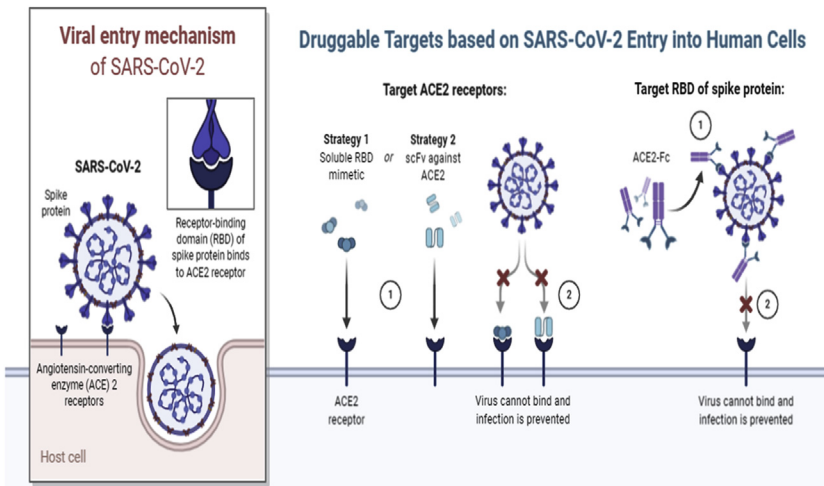 Viral entry mechanism
of SARS-CoV-2
SARS-CoV-2
Spike
protein
Receptor-binding
domain (RBD) of
spike protein binds
to ACE2 receptor
Angiotensin-converting
enzyme (ACE) 2
receptors
Host cell
Druggable Targets based on SARS-CoV-2 Entry into Human Cells
Target ACE2 receptors:
Strategy 1
Soluble RBD
mimetic
or
Strategy 2
scFv against
ACE2
1
2
ACE2
receptor
Virus cannot bind and
infection is prevented
Target RBD of spike protein:
ACE2-Fc
1
2
Virus cannot bind and
infection is prevented